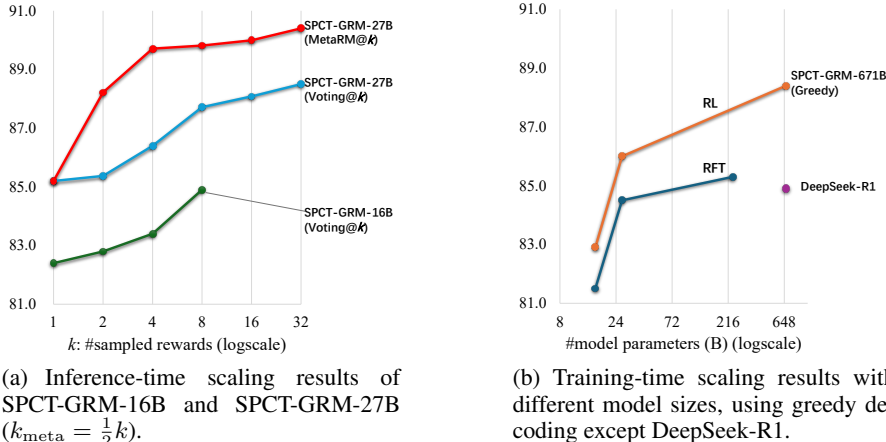 91.0
89.0
87.0
85.0
83.0
81.0
1 2 4 8 16 32
k: #sampled rewards (logscale)
SPCT-GRM-27B
(MetaRM@k)
SPCT-GRM-27B
(Voting@k)
SPCT-GRM-16B
(Voting@k)
(a) Inference-time scaling results of
SPCT-GRM-16B and SPCT-GRM-27B
(k_meta = ½k).
91.0
89.0
87.0
85.0
83.0
81.0
8 24 72 216 648
#model parameters (B) (logscale)
SPCT-GRM-671B
(Greedy)
RL
RFT
DeepSeek-R1
(b) Training-time scaling results with
different model sizes, using greedy de-
coding except DeepSeek-R1.